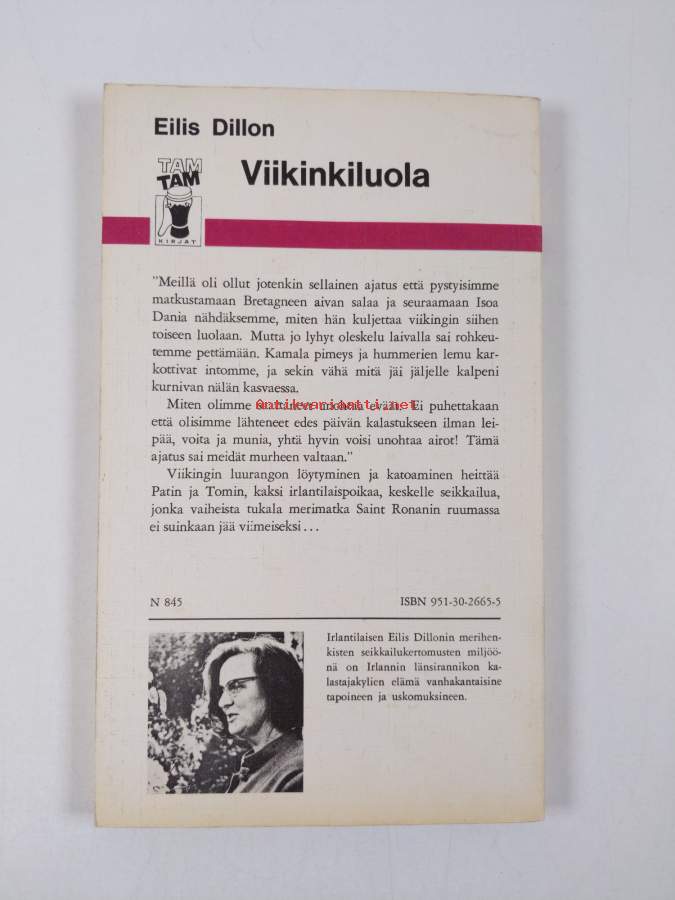 Eilis Dillon
TAM
TAM
KIRJAT
Viikinkiluola
"Meillä oli ollut jotenkin sellainen ajatus että pystyisimme
matkustamaan Bretagneen aivan salaa ja seuraamaan Isoa
Dania nähdäksemme, miten hän kuljettaa viikingin siihen
toiseen luolaan. Mutta jo lyhyt oleskelu laivalla sai rohkeu-
temme pettämään. Kamala pimeys ja hummerien lemu kar-
kottivat intomme, ja sekin vähä mitä jäi jäljelle kalpeni
kurnivan nälän kasvaessa.
Miten olimme unohtaa eväät! Ei puhettakaan
Antikvariantti.net
että olisimme lähteneet edes päivän kalastukseen ilman lei-
pää, voita ja munia, yhtä hyvin voisi unohtaa airot! Tämä
ajatus sai meidät murheen valtaan."
Viikingin luurangon löytyminen ja katoaminen heittää
Patin ja Tomin, kaksi irlantilaispoikaa, keskelle seikkailua,
jonka vaiheista tukala merimatka Saint Ronanin ruumassa
ei suinkaan jää viimeiseksi...
N 845
ISBN 951-30-2665-5
Irlantilaisen Eilis Dillonin merihen-
kisten seikkailukertomusten miljöö-
nä on Irlannin länsirannikon ka-
lastajakylien elämä vanhakantaisine
tapoineen ja uskomuksineen.